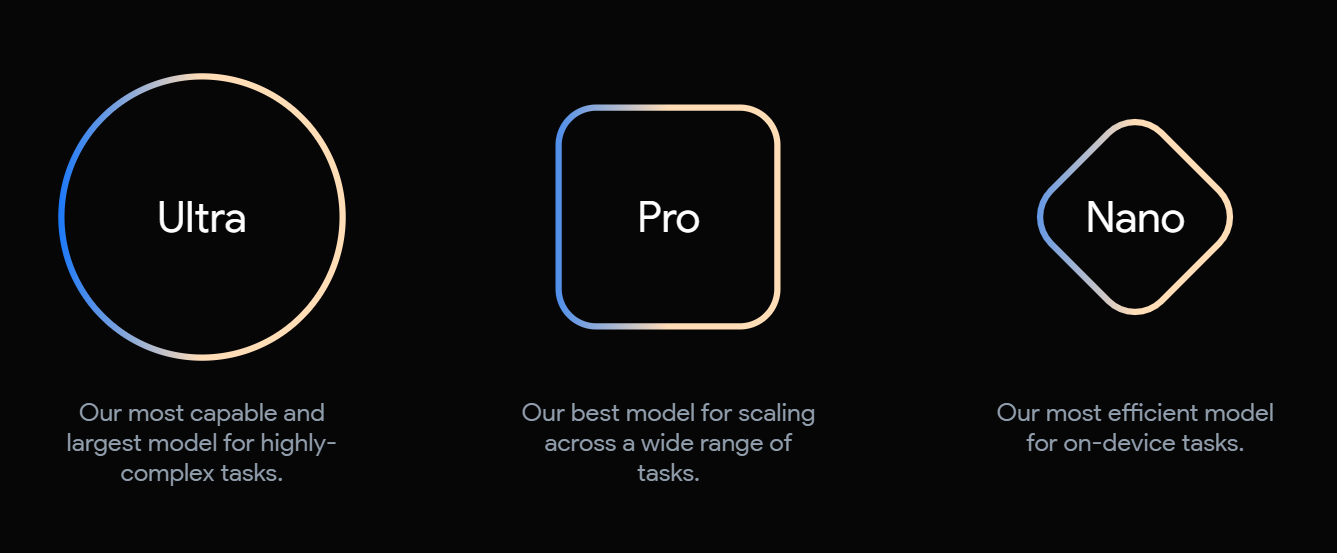 Ultra
Our most capable and
largest model for highly-
complex tasks.
Pro
Our best model for scaling
across a wide range of
tasks.
Nano
Our most efficient model
for on-device tasks.